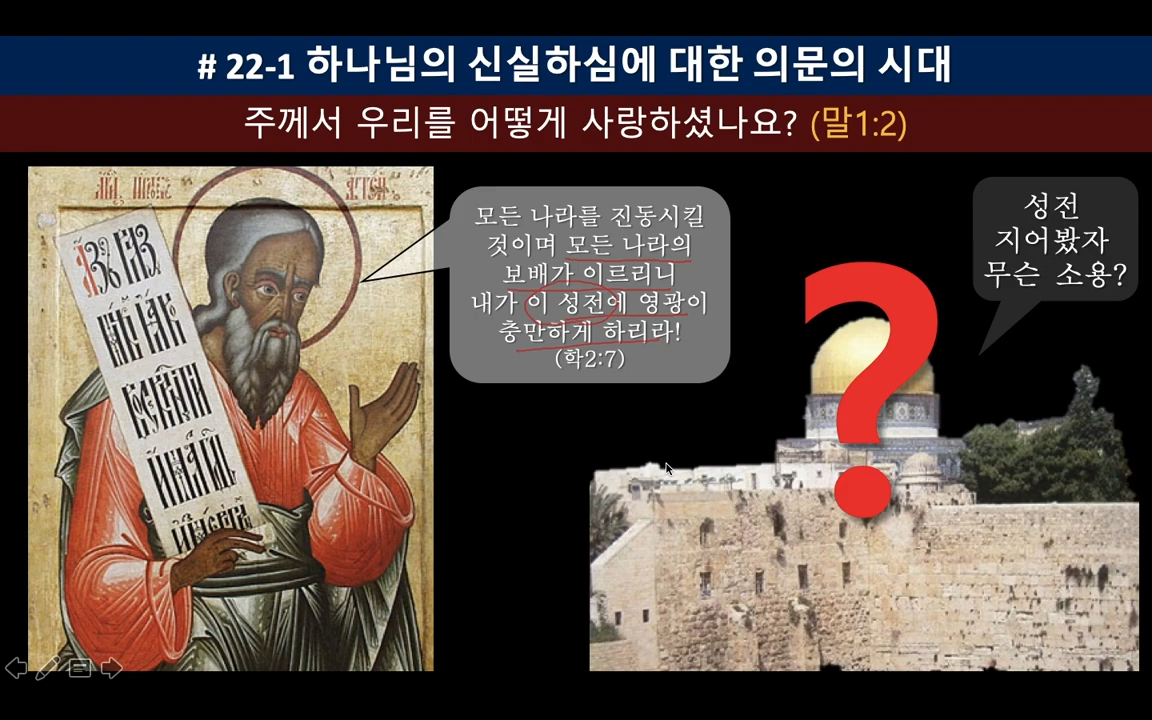 # 22-1 하나님의 신실하심에 대한 의문의 시대
주께서 우리를 어떻게 사랑하셨나요? (말1:2)
모든 나라를 진동시킬
것이며 모든 나라의
보배가 이르리니
내가 이 성전에 영광이
충만하게 하리라!
(학2:7)
성전
지어봤자
무슨 소용?
?